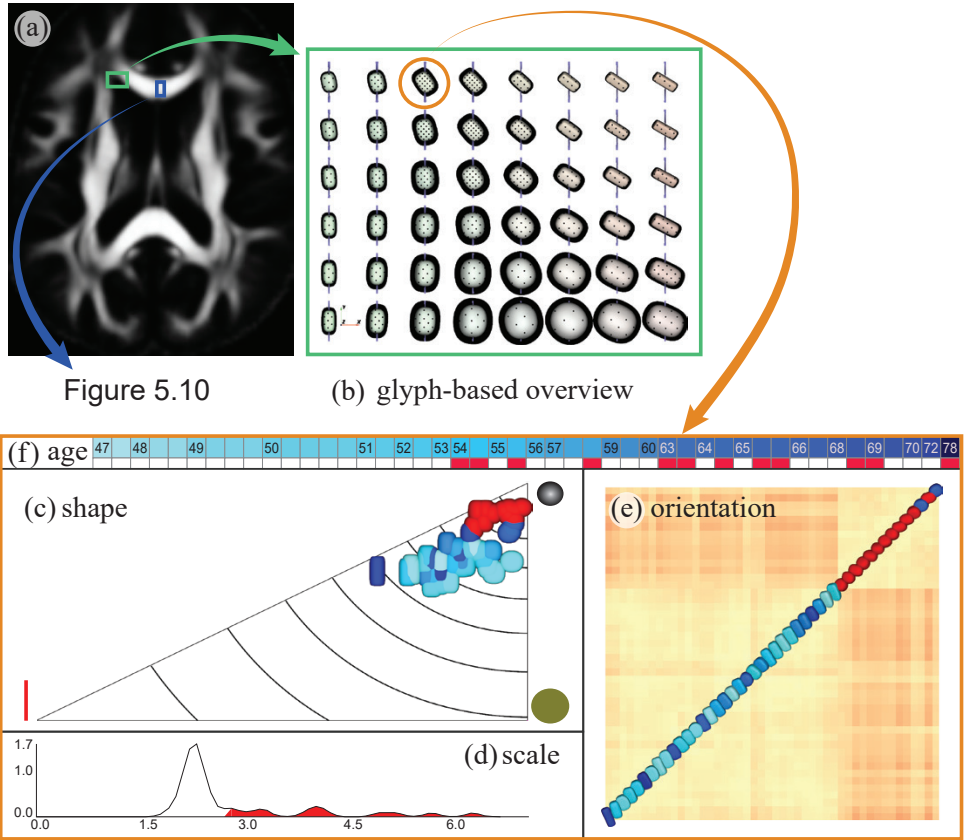 (a)
Figure 5.10
(b) glyph-based overview
(f) age 47 48 49 50 51 52 53 54 55 56 57 59 60 63 64 65 66 68 69 70 72 78
(c) shape
(e) orientation
(d) scale
1.7
1.0
0.0
0.0 1.5 3.0 4.5 6.0